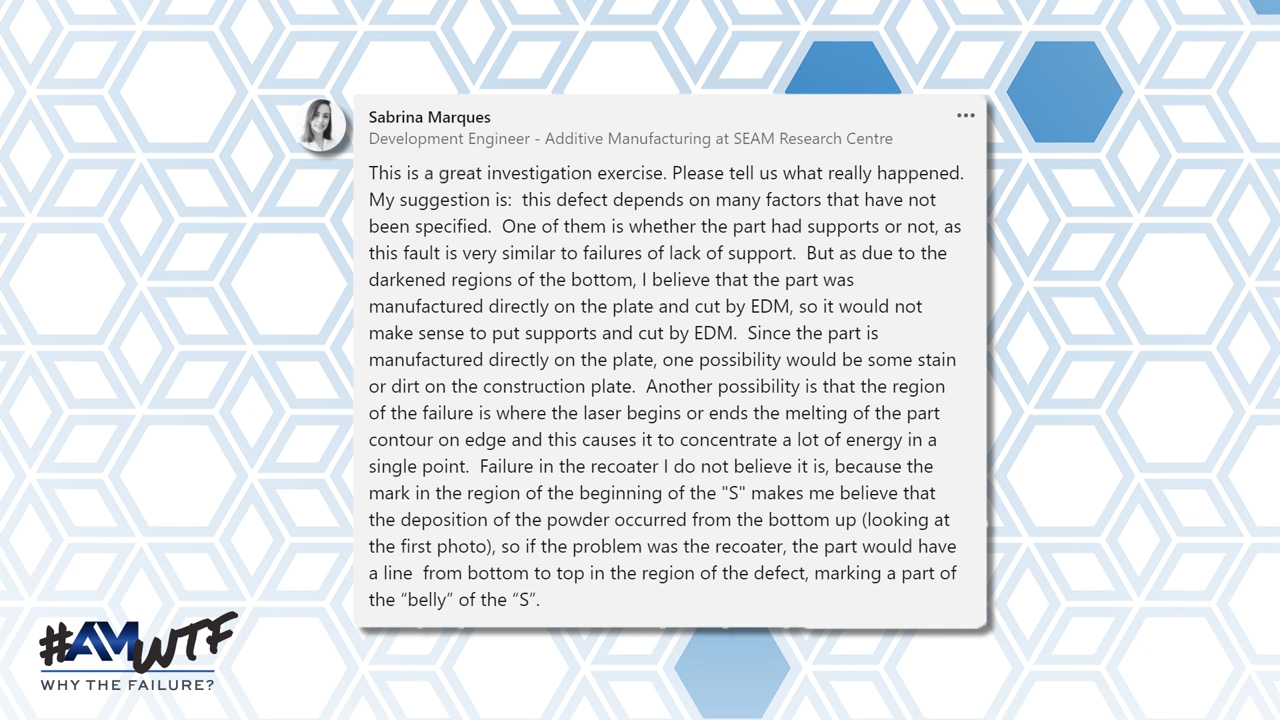 Sabrina Marques
Development Engineer - Additive Manufacturing at SEAM Research Centre
This is a great investigation exercise. Please tell us what really happened.
My suggestion is:  this defect depends on many factors that have not
been specified.  One of them is whether the part had supports or not, as
this fault is very similar to failures of lack of support.  But as due to the
darkened regions of the bottom, I believe that the part was
manufactured directly on the plate and cut by EDM, so it would not
make sense to put supports and cut by EDM.  Since the part is
manufactured directly on the plate, one possibility would be some stain
or dirt on the construction plate.  Another possibility is that the region
of the failure is where the laser begins or ends the melting of the part
contour on edge and this causes it to concentrate a lot of energy in a
single point.  Failure in the recoater I do not believe it is, because the
mark in the region of the beginning of the "S" makes me believe that
the deposition of the powder occurred from the bottom up (looking at
the first photo), so if the problem was the recoater, the part would have
a line  from bottom to top in the region of the defect, marking a part of
the “belly” of the “S”.
#AMWTF
WHY THE FAILURE?